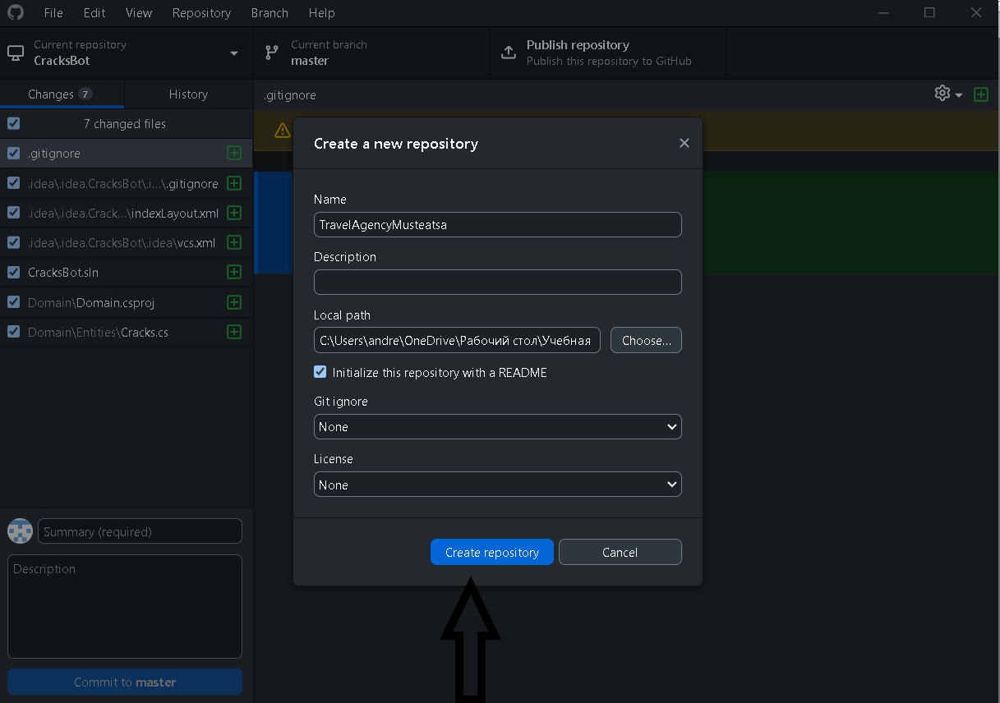 File Edit View Repository Branch Help
Current repository
CracksBot
Current branch
master
Publish repository
Publish this repository to GitHub
Changes 7
History
.gitignore
7 changed files
.gitignore
.idea\.idea.CracksBot\.i...\.gitignore
.idea\.idea.Crack...\indexLayout.xml
.idea\.idea.CracksBot\.idea\vcs.xml
CracksBot.sln
Domain\Domain.csproj
Domain\Entities\Cracks.cs
Summary (required)
Description
Commit to master
Create a new repository
Name
TravelAgencyMusteatsa
Description
Local path
C:\Users\andre\OneDrive\Рабочий стол\Учебная
Choose...
Initialize this repository with a README
Git ignore
None
License
None
Create repository
Cancel